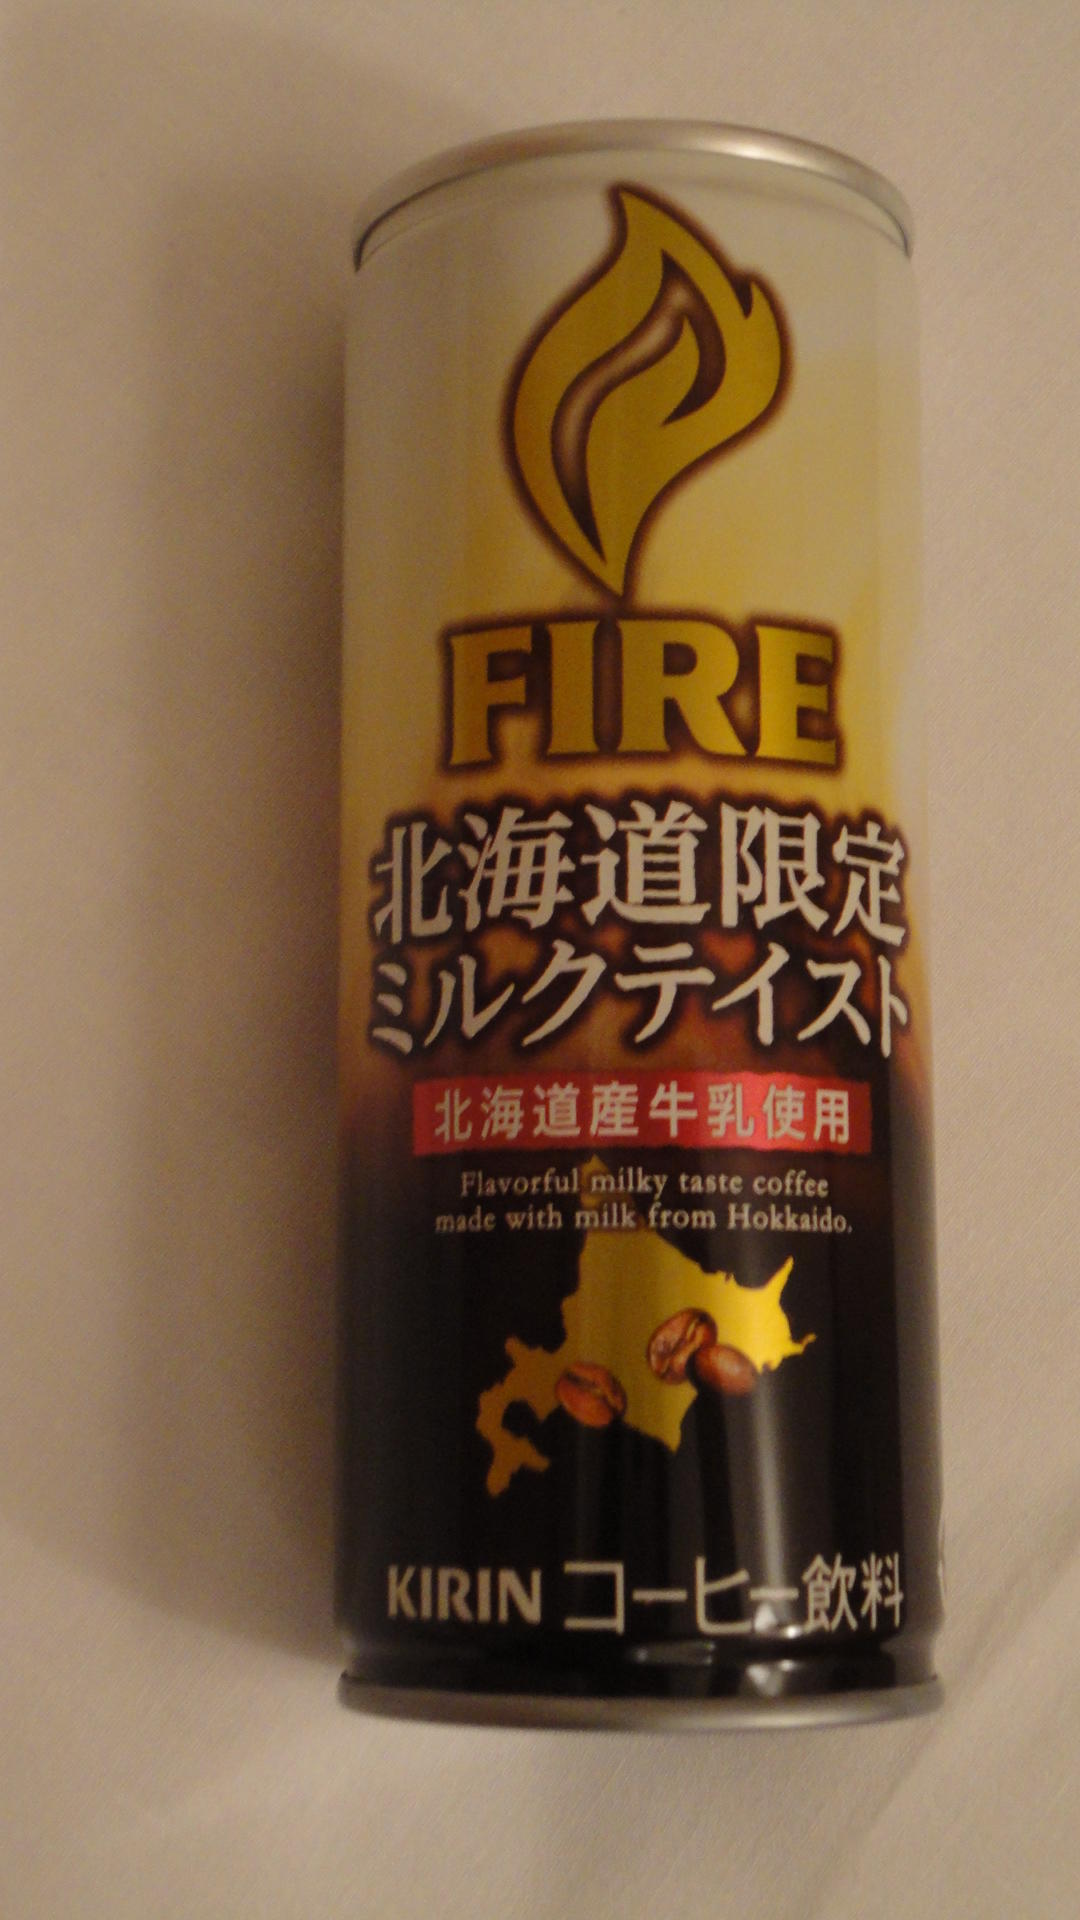 FIRE
北海道限定
ミルクテイスト
北海道産牛乳使用
Flavorful milky taste coffee
made with milk from Hokkaido.
KIRIN コーヒー飲料